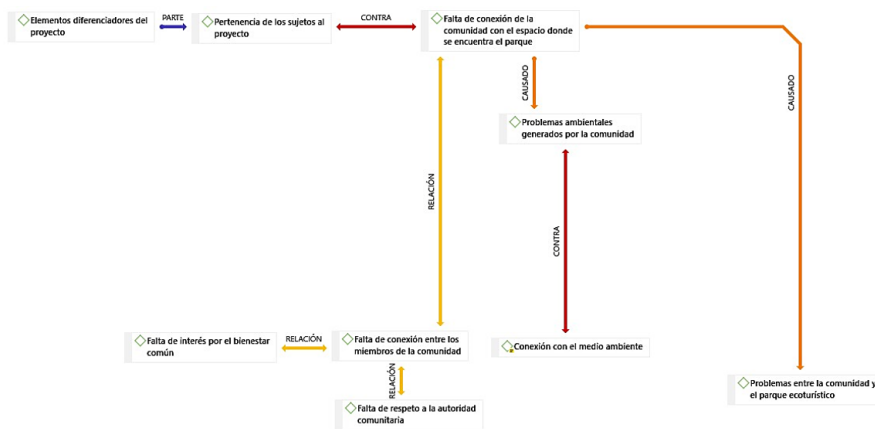 Elementos diferenciadores del
proyecto
PARTE
Pertenencia de los sujetos al
proyecto
CONTRA
Falta de conexión de la
comunidad con el espacio donde
se encuentra el parque
CAUSADO
CAUSADO
Problemas ambientales
generados por la comunidad
RELACIÓN
CONTRA
Falta de interés por el bienestar
común
RELACIÓN
Falta de conexión entre los
miembros de la comunidad
Conexión con el medio ambiente
RELACIÓN
Problemas entre la comunidad y
el parque ecoturístico
Falta de respeto a la autoridad
comunitaria